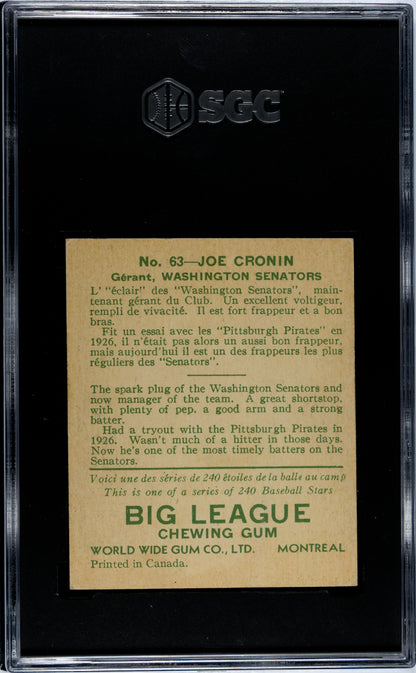 SGC
No. 63—JOE CRONIN
Gérant, WASHINGTON SENATORS
L' "éclair" des "Washington Senators", main-
tenant gérant du Club. Un excellent voltigeur,
rempli de vivacité. Il est fort frappeur et a bon
bras.
Fit un essai avec les "Pittsburgh Pirates" en
1926, il n'était pas alors un aussi bon frappeur,
mais aujourd'hui il est un des frappeurs les plus
réguliers des "Senators".
The spark plug of the Washington Senators and
now manager of the team. A great shortstop,
with plenty of pep, a good arm and a strong
batter.
Had a tryout with the Pittsburgh Pirates in
1926. Wasn't much of a hitter in those days.
Now he's one of the most timely batters on the
Senators.
Voici une des séries de 240 étoiles de la balle au camp
This is one of a series of 240 Baseball Stars
BIG LEAGUE
CHEWING GUM
WORLD WIDE GUM CO., LTD. MONTREAL
Printed in Canada.